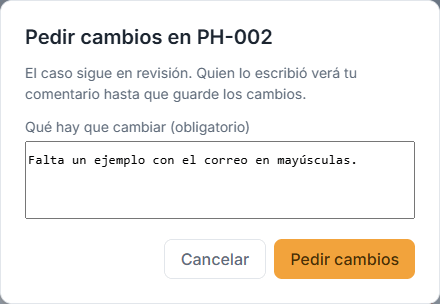 Pedir cambios en PH-002
El caso sigue en revisión. Quien lo escribió verá tu
comentario hasta que guarde los cambios.
Qué hay que cambiar (obligatorio)
Falta un ejemplo con el correo en mayúsculas.
Cancelar
Pedir cambios